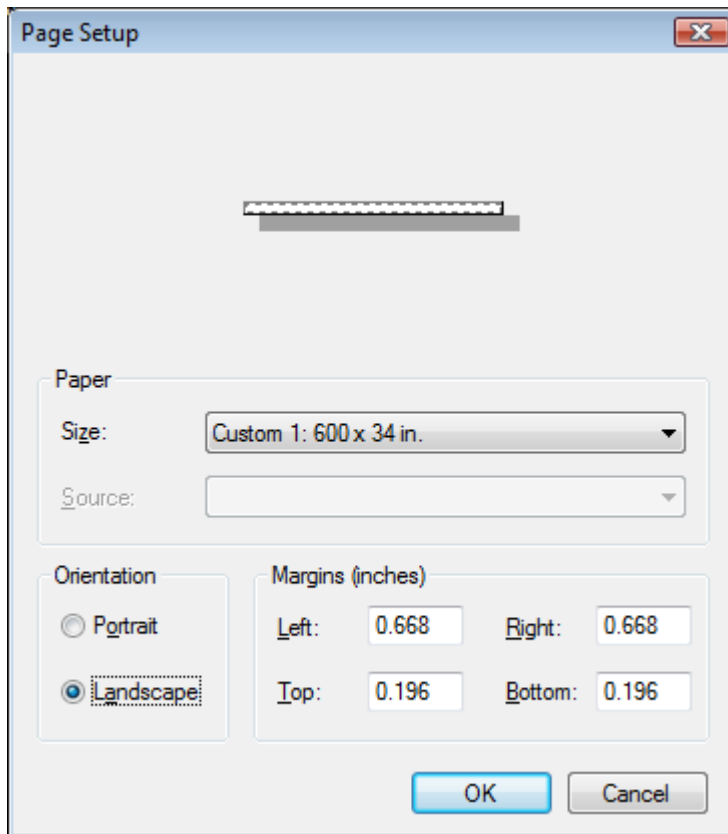 Page Setup
Paper
Size: Custom 1: 600 x 34 in.
Source:
Orientation
Portrait
Landscape
Margins (inches)
Left: 0.668 Right: 0.668
Top: 0.196 Bottom: 0.196
OK Cancel